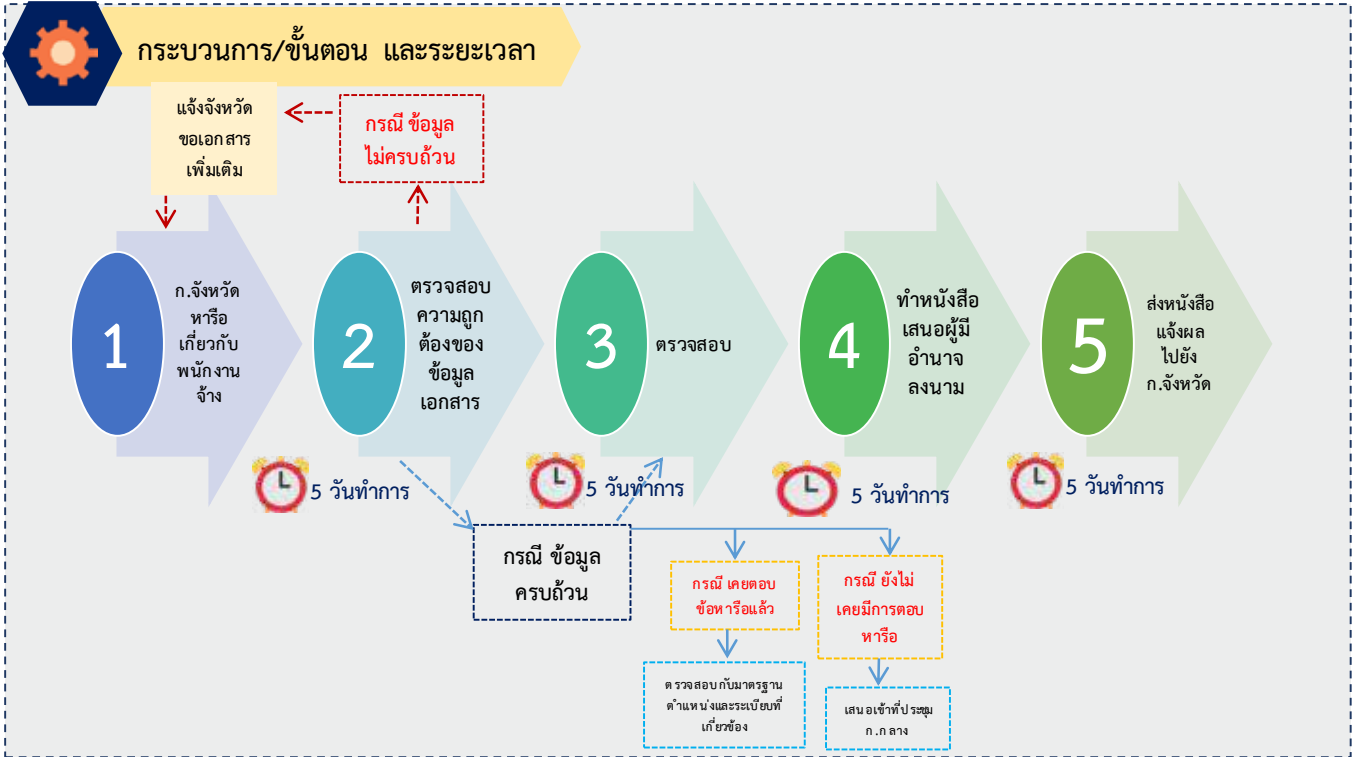 กระบวนการ/ขั้นตอน และระยะเวลา
แจ้งจังหวัด
ขอเอกสาร
เพิ่มเติม
กรณี ข้อมูล
ไม่ครบถ้วน
1
ก.จังหวัด
หารือ
เกี่ยวกับ
พนักงาน
จ้าง
2
ตรวจสอบ
ความถูก
ต้องของ
ข้อมูล
เอกสาร
3
ตรวจสอบ
4
ทำหนังสือ
เสนอผู้มี
อำนาจ
ลงนาม
5
ส่งหนังสือ
แจ้งผล
ไปยัง
ก.จังหวัด
5 วันทำการ
5 วันทำการ
5 วันทำการ
5 วันทำการ
กรณี ข้อมูล
ครบถ้วน
กรณี เคยตอบ
ข้อหารือแล้ว
กรณี ยังไม่
เคยมีการตอบ
หารือ
ตรวจสอบกับมาตรฐาน
ตำแหน่งและระเบียบที่
เกี่ยวข้อง
เสนอเข้าที่ประชุม
ก.กลาง